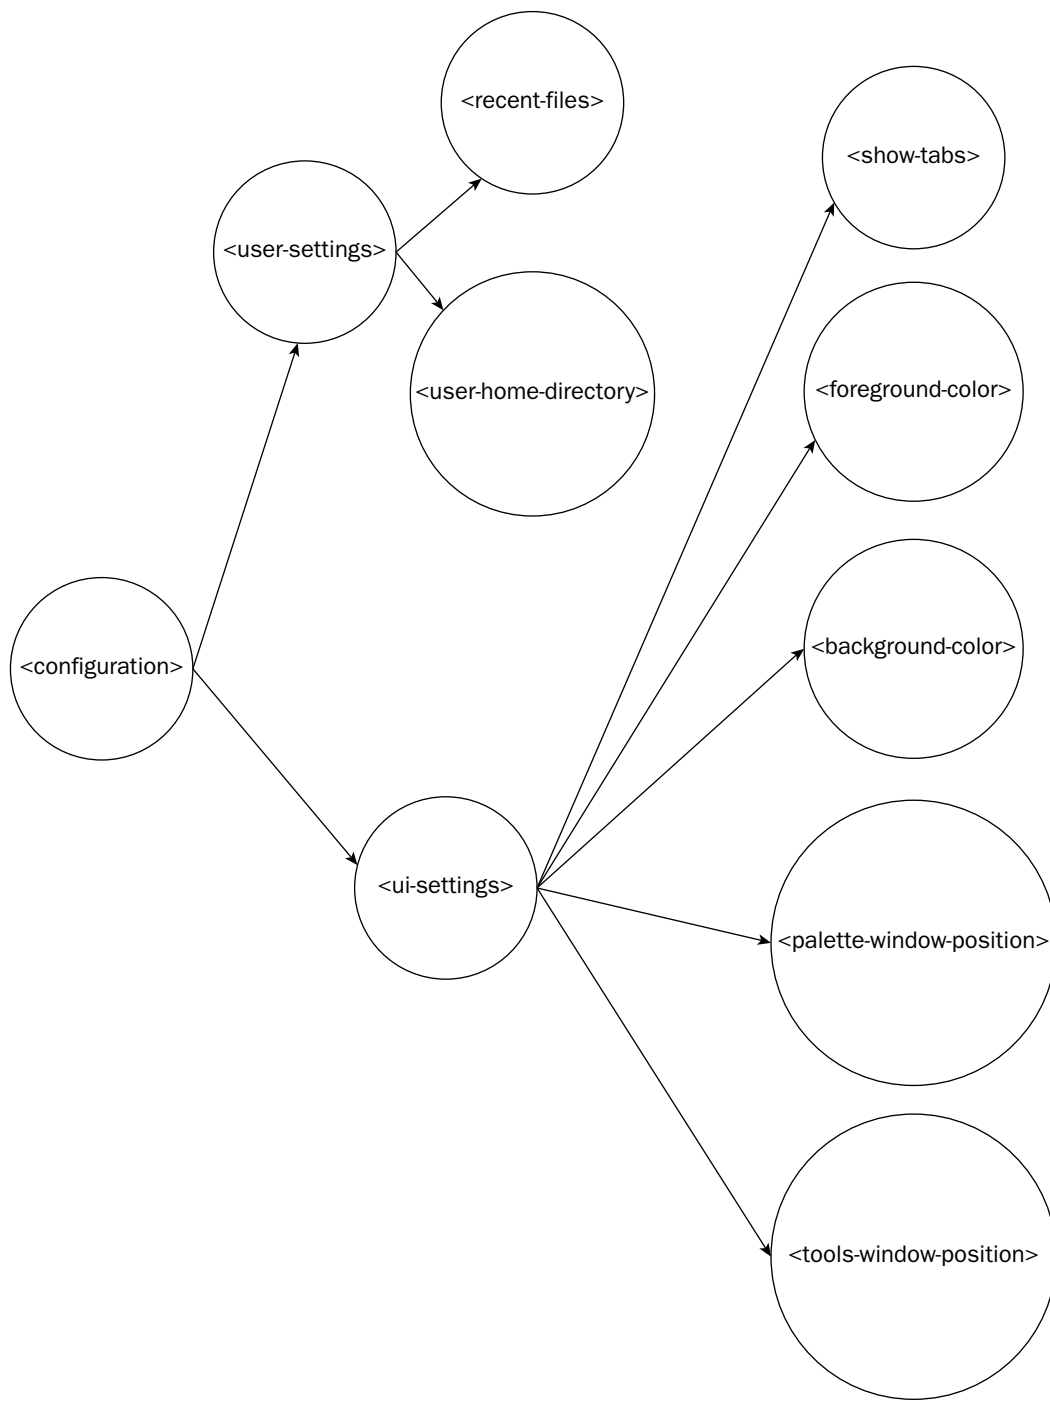 <recent-files>
<show-tabs>
<user-settings>
<user-home-directory>
<foreground-color>
<configuration>
<background-color>
<ui-settings>
<palette-window-position>
<tools-window-position>